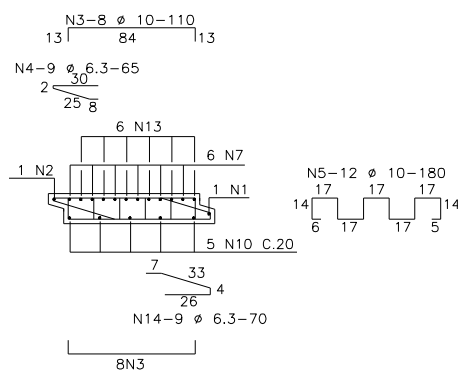 N3-8 ø 10-110
13 84 13
N4-9 ø 6.3-65
30
2
25 8
6 N13
6 N7
1 N2
1 N1
N5-12 ø 10-180
17 17 17
14 14
6 17 17 5
5 N10 C.20
7 33
4
26
N14-9 ø 6.3-70
8N3